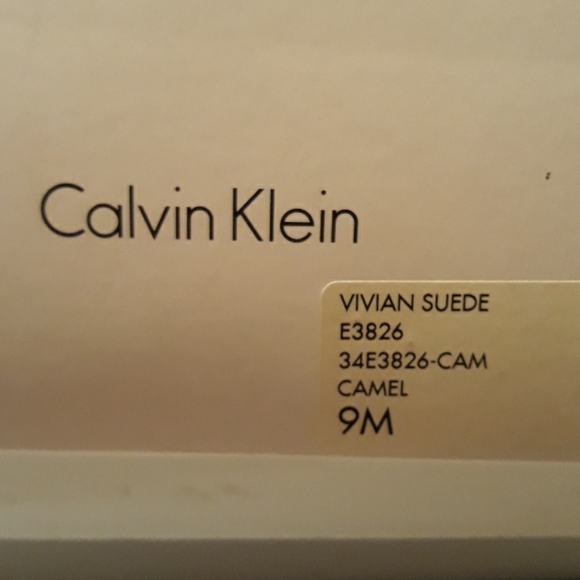 Calvin Klein
VIVIAN SUEDE
E3826
34E3826-CAM
CAMEL
9M